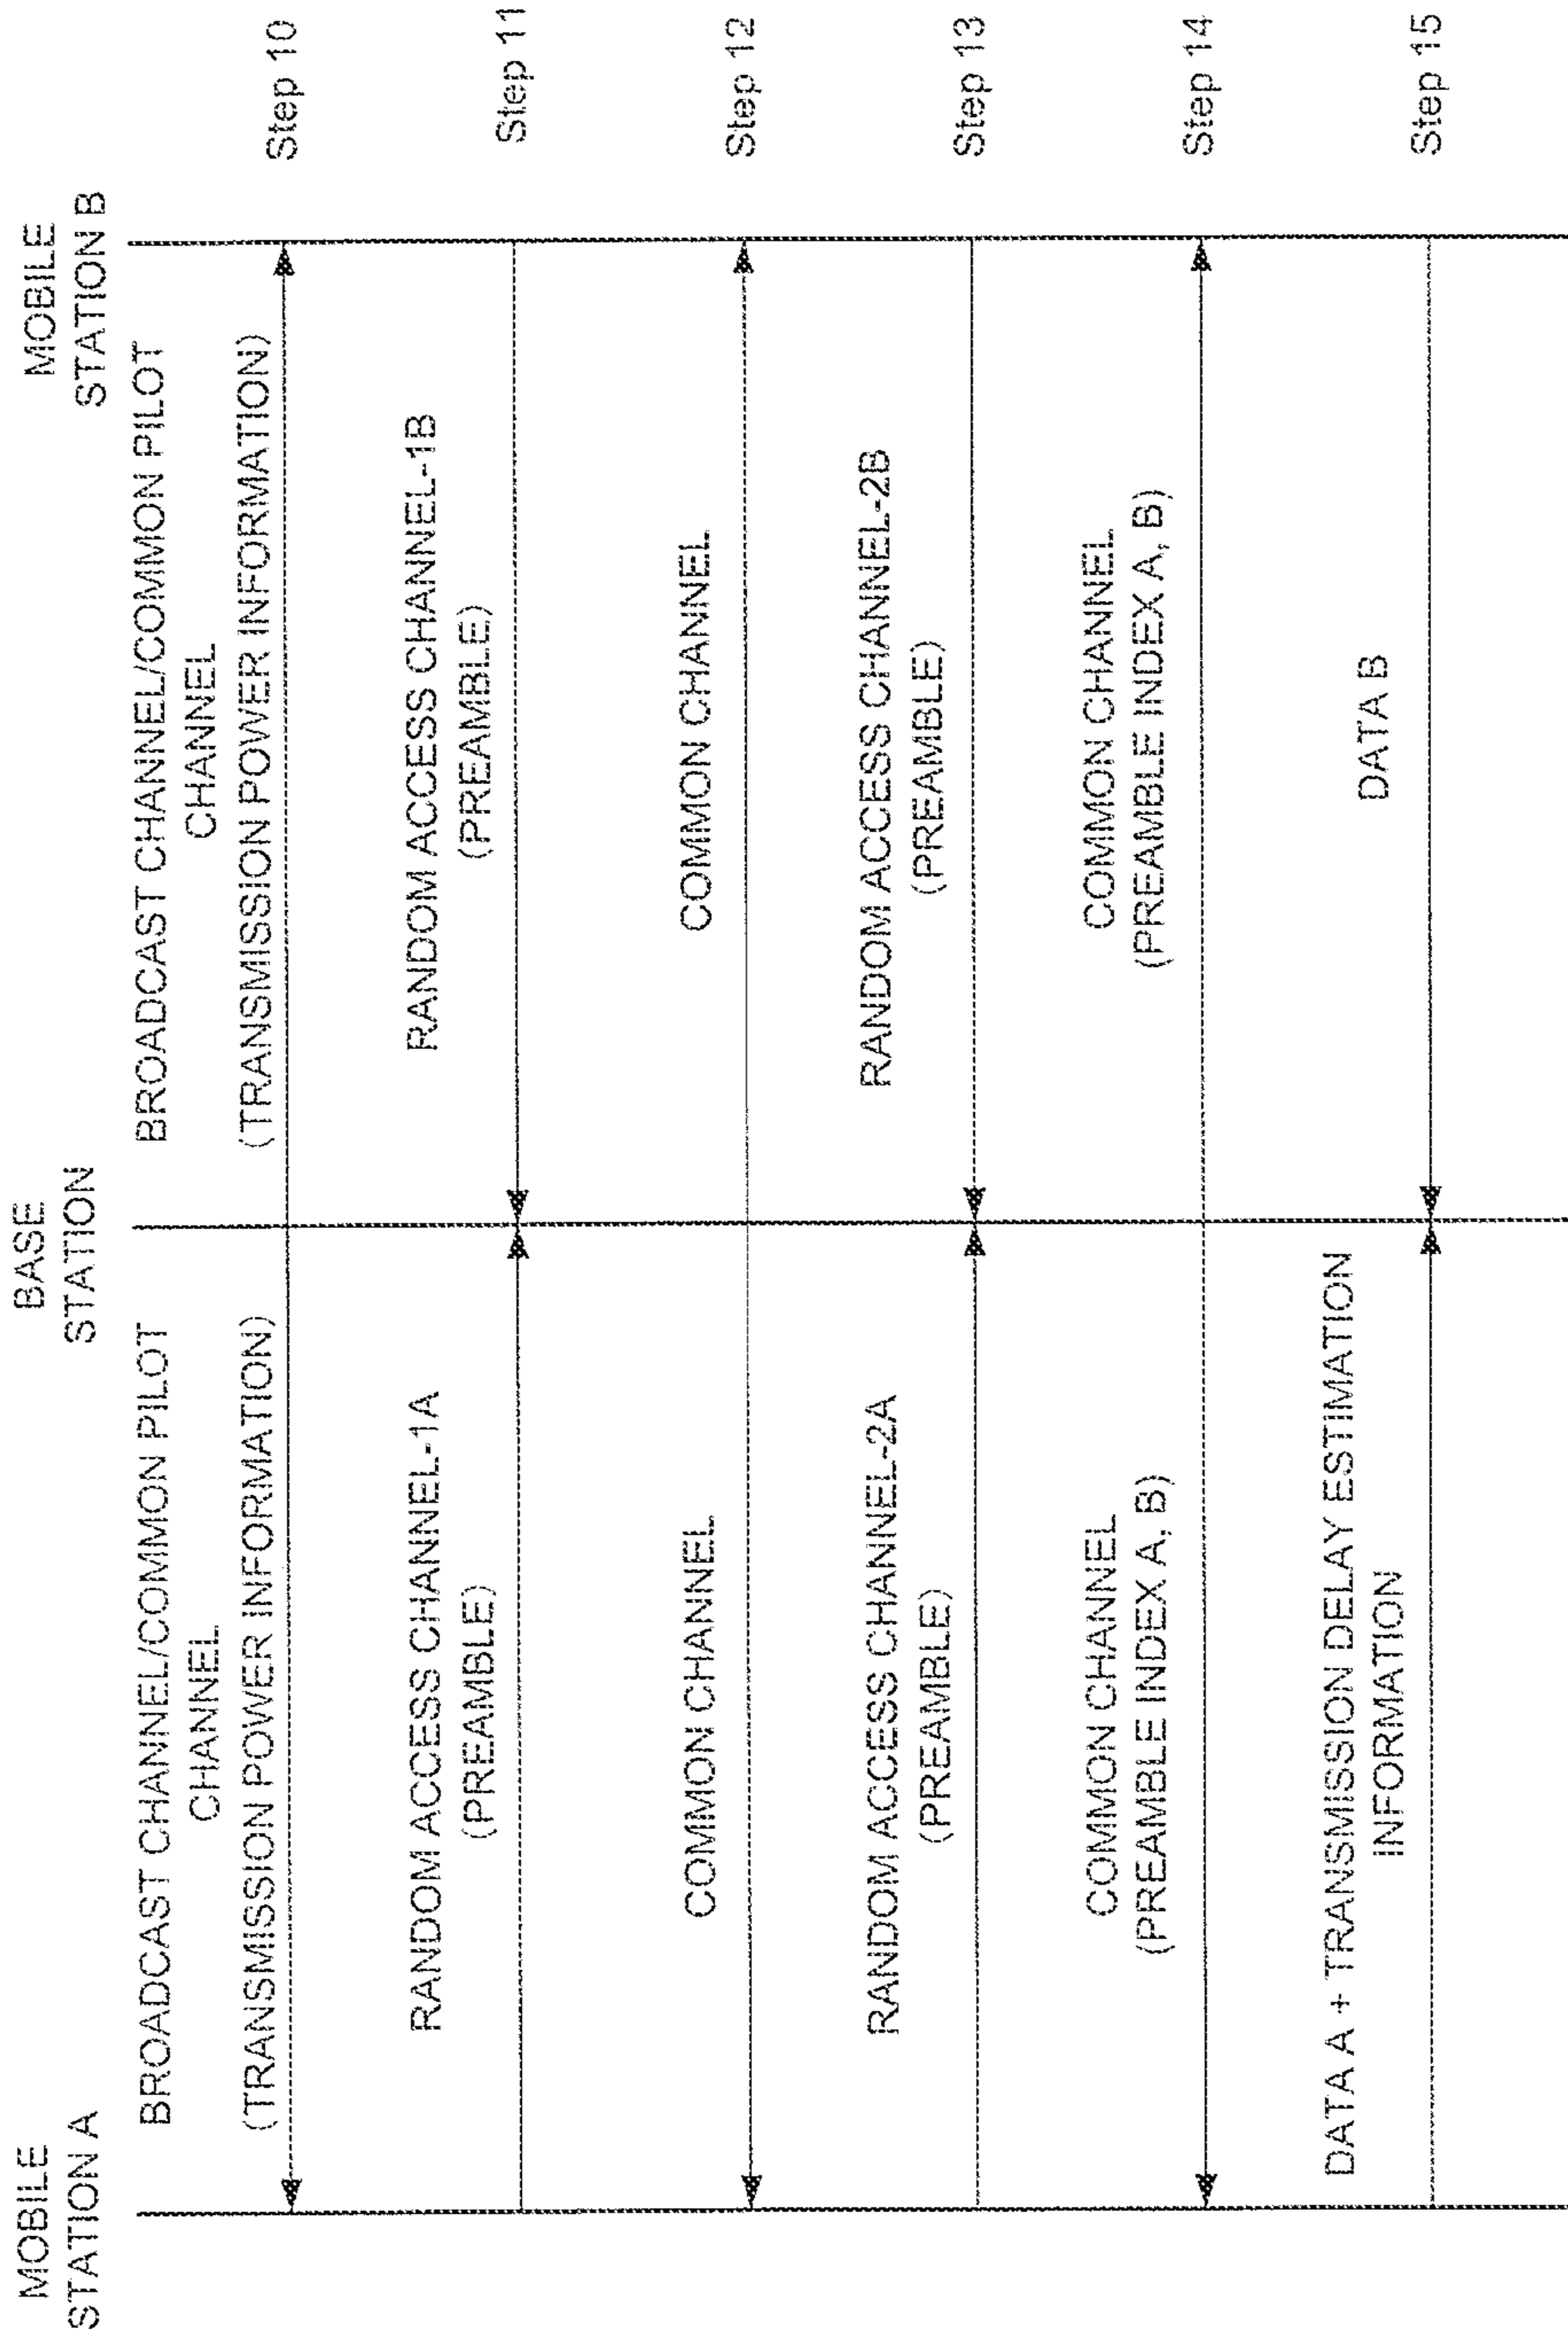 MOBILE
STATION A
BASE
STATION
MOBILE
STATION B
BROADCAST CHANNEL/COMMON PILOT
CHANNEL
(TRANSMISSION POWER INFORMATION)
BROADCAST CHANNEL/COMMON PILOT
CHANNEL
(TRANSMISSION POWER INFORMATION)
Step 10
RANDOM ACCESS CHANNEL-1A
(PREAMBLE)
RANDOM ACCESS CHANNEL-1B
(PREAMBLE)
Step 11
COMMON CHANNEL
COMMON CHANNEL
Step 12
RANDOM ACCESS CHANNEL-2A
(PREAMBLE)
RANDOM ACCESS CHANNEL-2B
(PREAMBLE)
Step 13
COMMON CHANNEL
(PREAMBLE INDEX A, B)
COMMON CHANNEL
(PREAMBLE INDEX A, B)
Step 14
DATA A + TRANSMISSION DELAY ESTIMATION
INFORMATION
DATA B
Step 15